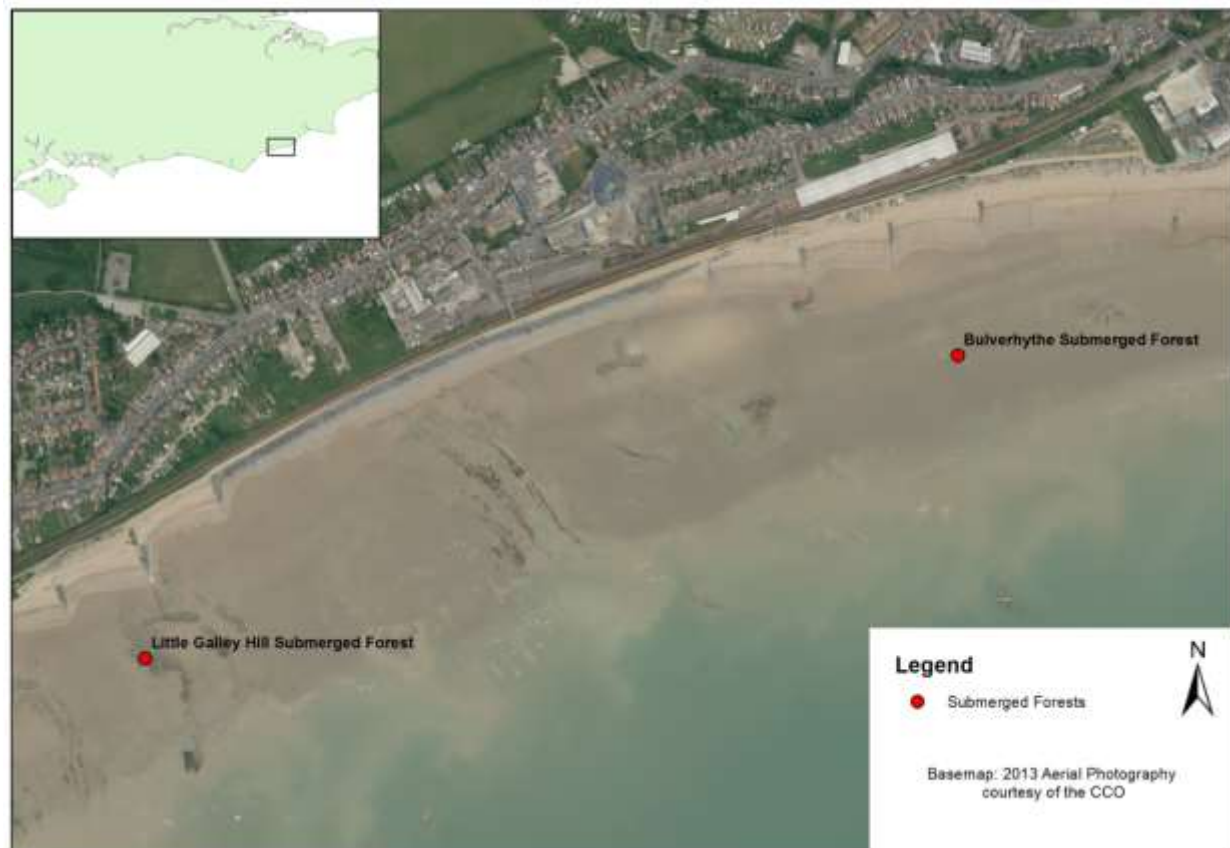 Bulverhythe Submerged Forest
Little Galley Hill Submerged Forest
Legend
N
Submerged Forests
Basemap: 2013 Aerial Photography
courtesy of the CCO